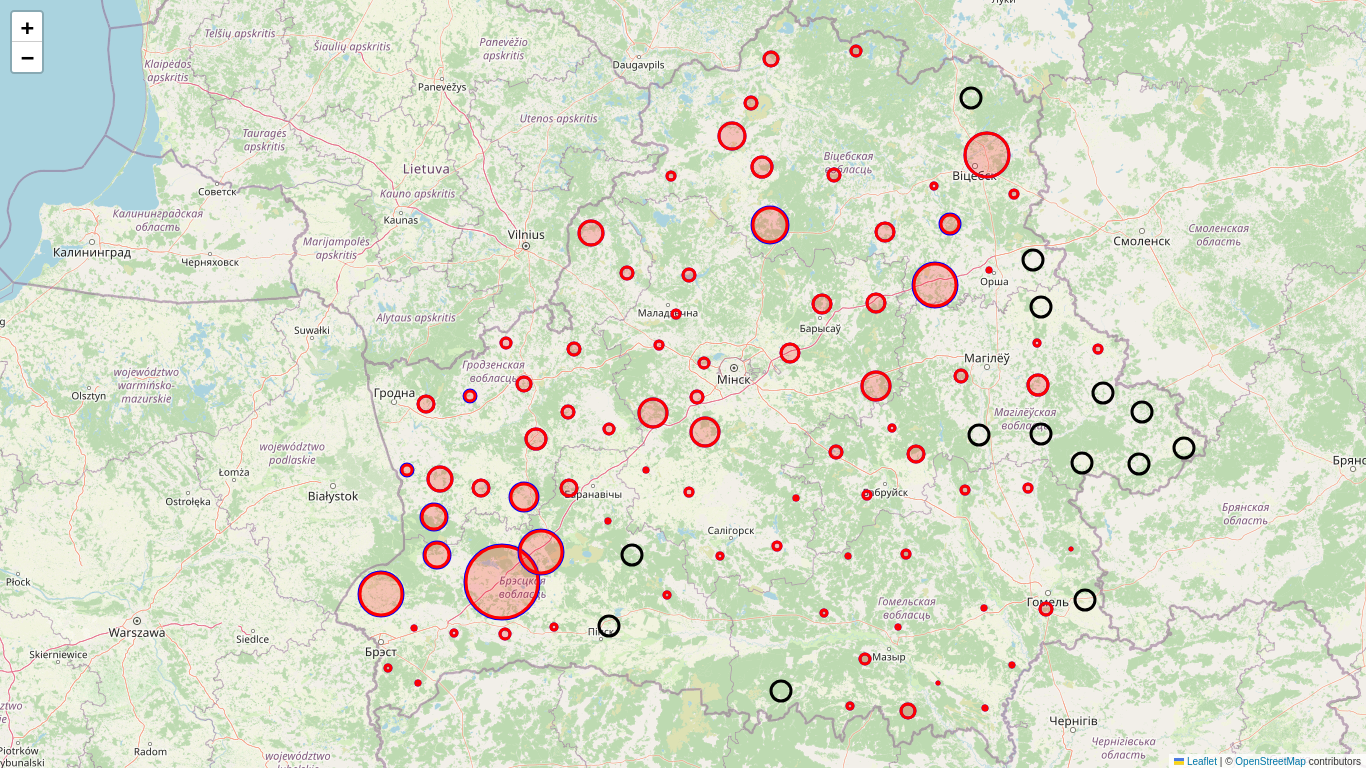 +
−
Луки
Telšių apskritis
Šiaulių apskritis
Panevėžio
apskritis
Daugavpils
Klaipėdos
apskritis
Panevėžys
Utenos apskritis
Tauragės
apskritis
Lietuva
Віцебская
вобласць
Віцебск
Советск
Kauno apskritis
Kaunas
Калининградская
область
Vilnius
Смоленск
Смоленская
область
Калининград
Черняховск
Marijampolės
apskritis
Орша
Маладзечна
Alytaus apskritis
Suwałki
Барысаў
Гродзенская
вобласць
Мінск
Магілёў
województwo
warmińsko-
mazurskie
Olsztyn
Гродна
Магілёўская
вобласць
województwo
podlaskie
Łomża
Białystok
Ostrołęka
Баранавічы
Бабруйск
Салігорск
Брянская
область
Płock
Брэсцкая
вобласць
Гомельская
вобласць
Гомель
Warszawa
Siedlce
Skierniewice
Брэст
Пінск
Мазыр
Чернігів
Чернігівська
область
Radom
województwo
Leaflet | © OpenStreetMap contributors